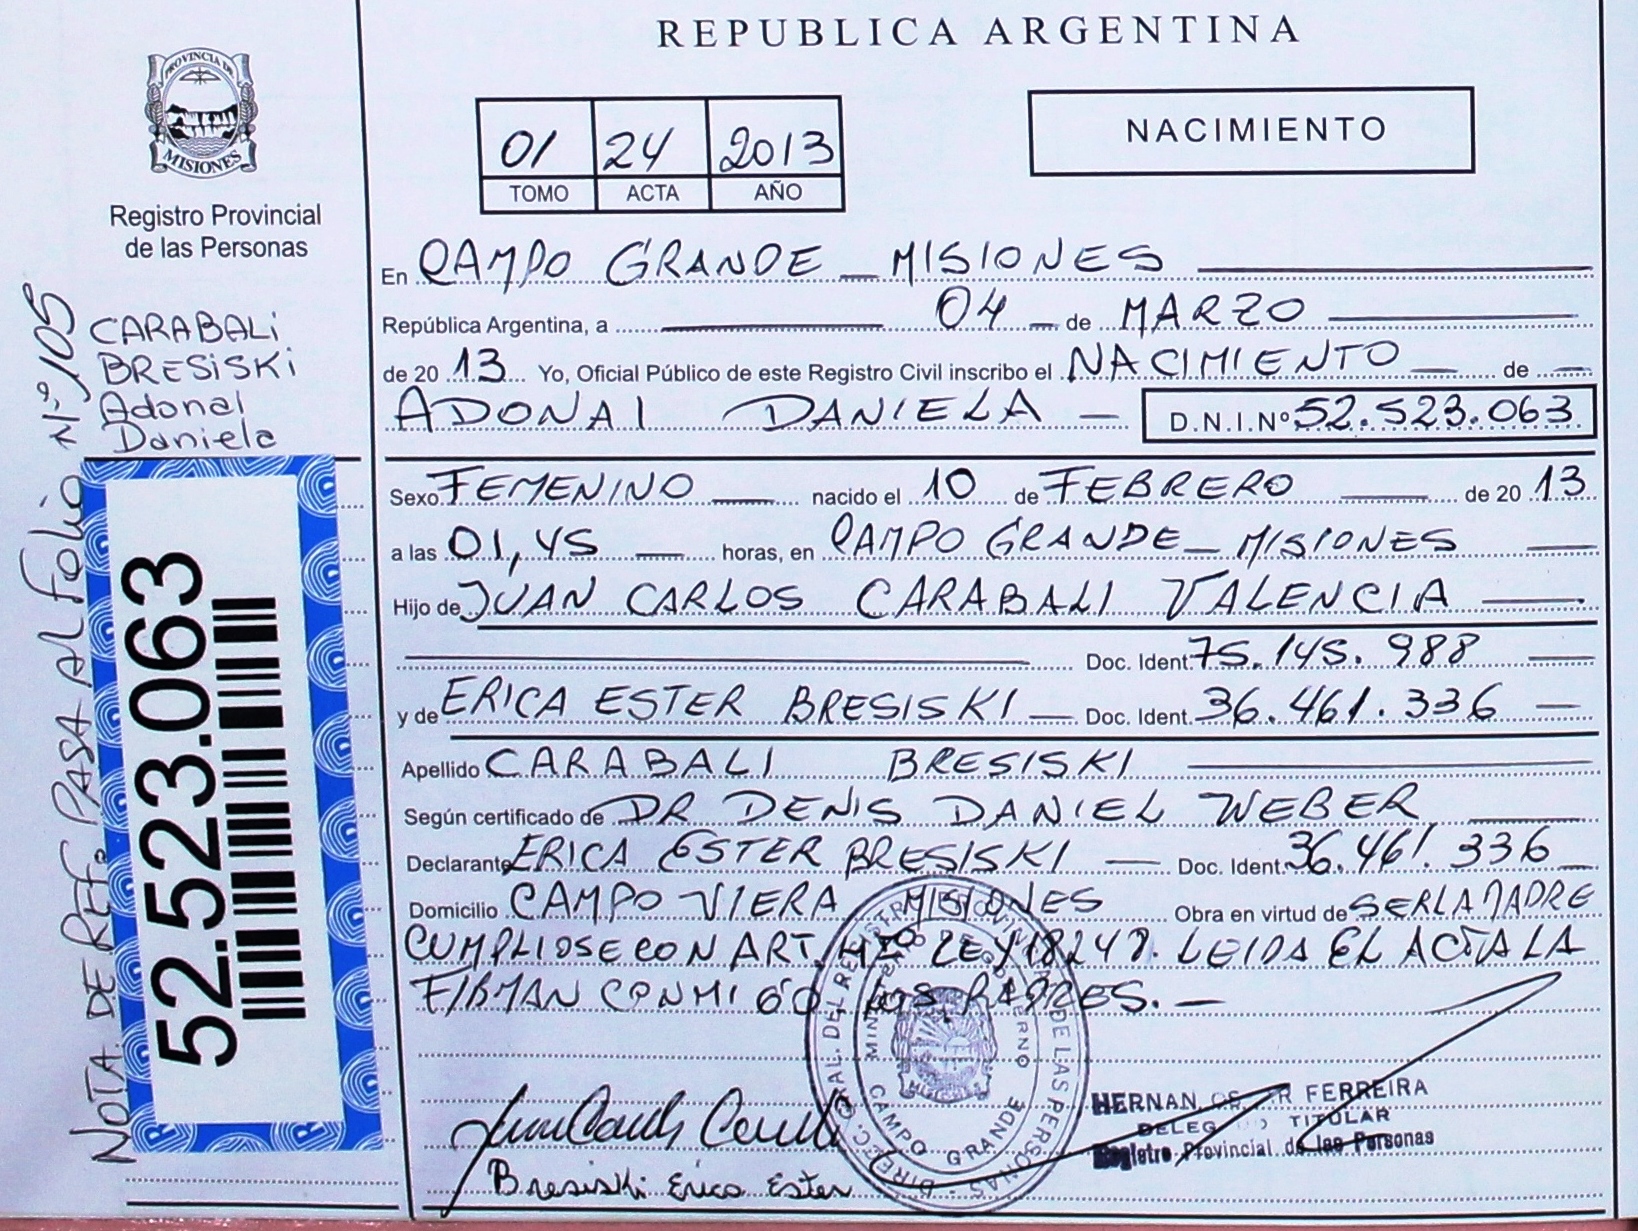 REPUBLICA ARGENTINA
PROVINCIA DE
MISIONES
Registro Provincial
de las Personas
01 24 2013
TOMO ACTA AÑO
NACIMIENTO
En CAMPO GRANDE _ MISIONES
República Argentina, a 04 _ de MARZO
de 20 13 Yo, Oficial Público de este Registro Civil inscribo el NACIMIENTO _ de _
ADONAI DANIELA — D.N.I.Nº 52.523.063
Sexo FEMENINO nacido el 10 de FEBRERO de 20 13
a las 01,45 horas, en CAMPO GRANDE _ MISIONES
Hijo de JUAN CARLOS CARABALI VALENCIA
Doc. Ident. 75.145.988
y de ERICA ESTER BRESISKI — Doc. Ident. 36.461.336 —
Apellido CARABALI BRESISKI
Según certificado de DR DENIS DANIEL WEBER
Declarante ERICA ESTER BRESISKI — Doc. Ident. 36.461.336
Domicilio CAMPO VIERA MISIONES Obra en virtud de SER LA MADRE
CUMPLIOSE CON ART. LEY 18248. LEIDA EL ACTA LA
FIRMAN CONMIGO LOS PADRES. —
CARABALi
BRESiSKi
Adonai
Daniela
52.523.063
NOTA DE REF. PASA Al Folio Nº 105
MINISTERIO DE GOBIERNO
CAMPO GRANDE
MISIONES
Bresiski Erica Ester
HERNAN FERREIRA
TITULAR
Registro Provincial de las Personas